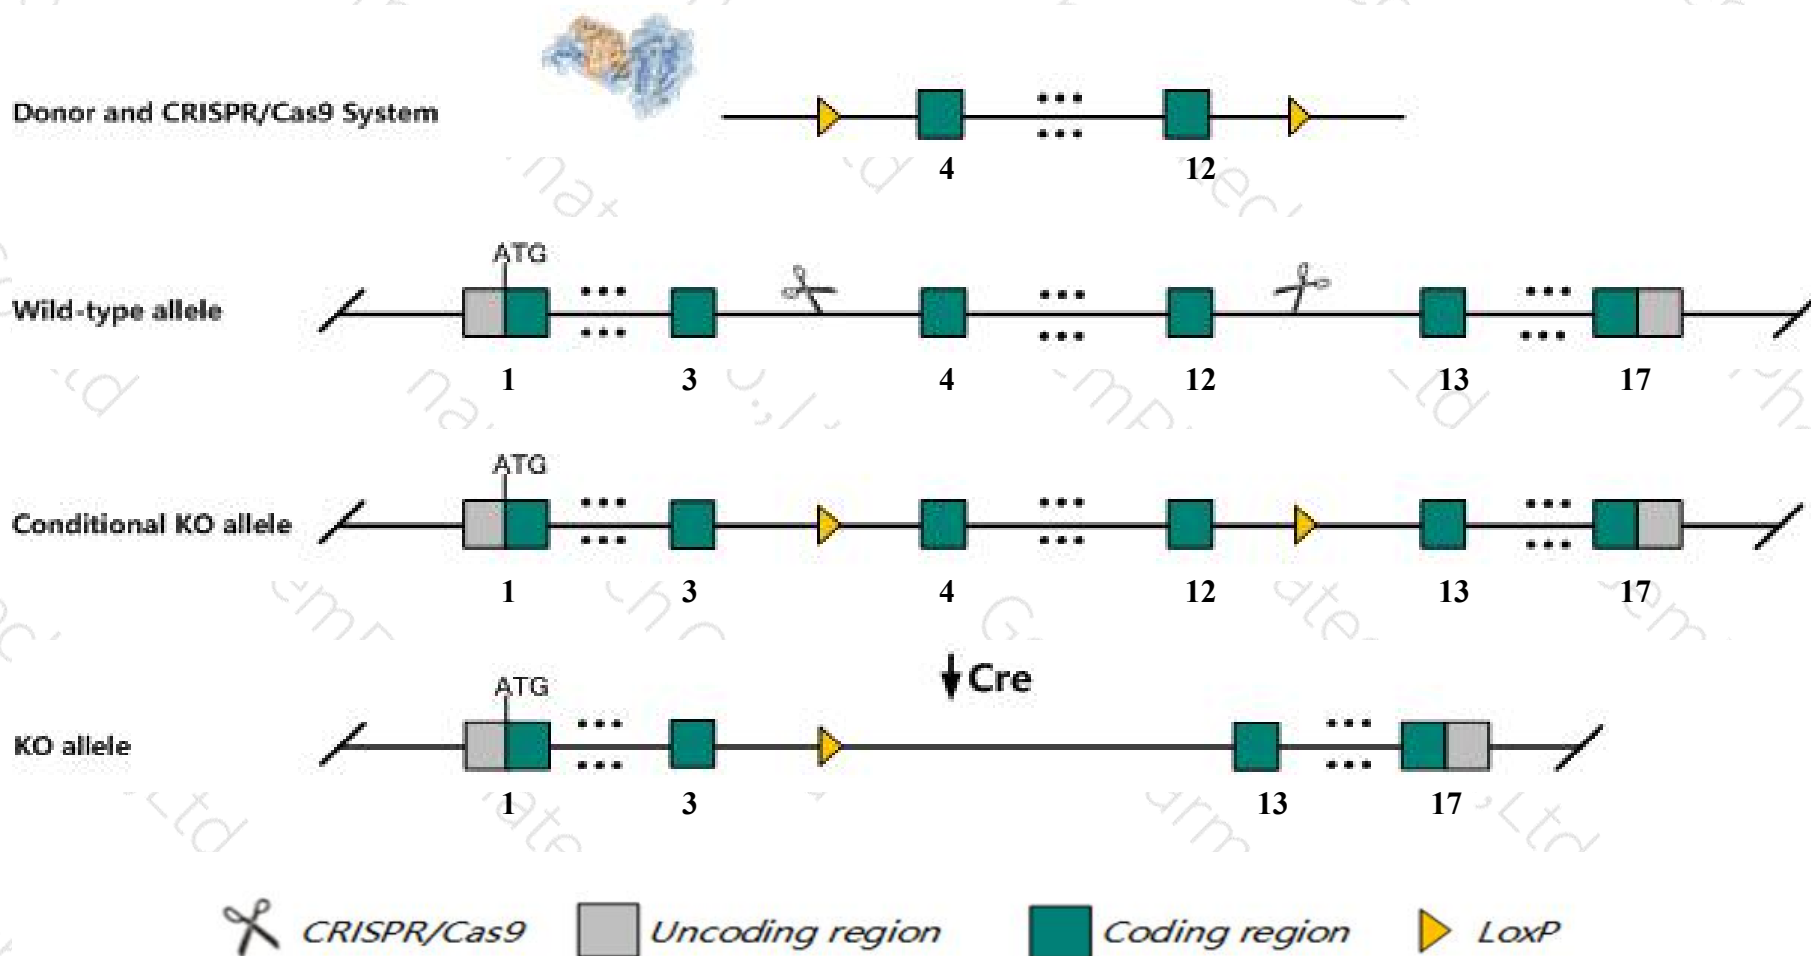 Donor and CRISPR/Cas9 System
4 12
ATG
Wild-type allele
1 3 4 12 13 17
ATG
Conditional KO allele
1 3 4 12 13 17
Cre
ATG
KO allele
1 3 13 17
CRISPR/Cas9 Uncoding region Coding region LoxP